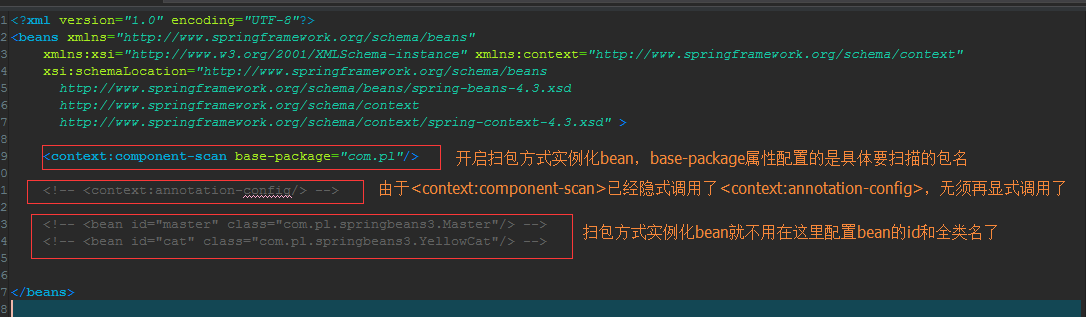 1 <?xml version="1.0" encoding="UTF-8"?>
2 <beans xmlns="http://www.springframework.org/schema/beans"
3 xmlns:xsi="http://www.w3.org/2001/XMLSchema-instance" xmlns:context="http://www.springframework.org/schema/context"
4 xsi:schemaLocation="http://www.springframework.org/schema/beans
5 http://www.springframework.org/schema/beans/spring-beans-4.3.xsd
6 http://www.springframework.org/schema/context
7 http://www.springframework.org/schema/context/spring-context-4.3.xsd" >
8
9 <context:component-scan base-package="com.pl"/> 开启扫包方式实例化bean，base-package属性配置的是具体要扫描的包名
0
1 <!-- <context:annotation-config/> --> 由于<context:component-scan>已经隐式调用了<context:annotation-config>，无须再显式调用了
2
3 <!-- <bean id="master" class="com.pl.springbeans3.Master"/> -->
扫包方式实例化bean就不用在这里配置bean的id和全类名了
4 <!-- <bean id="cat" class="com.pl.springbeans3.YellowCat"/> -->
5
6
7 </beans>
8